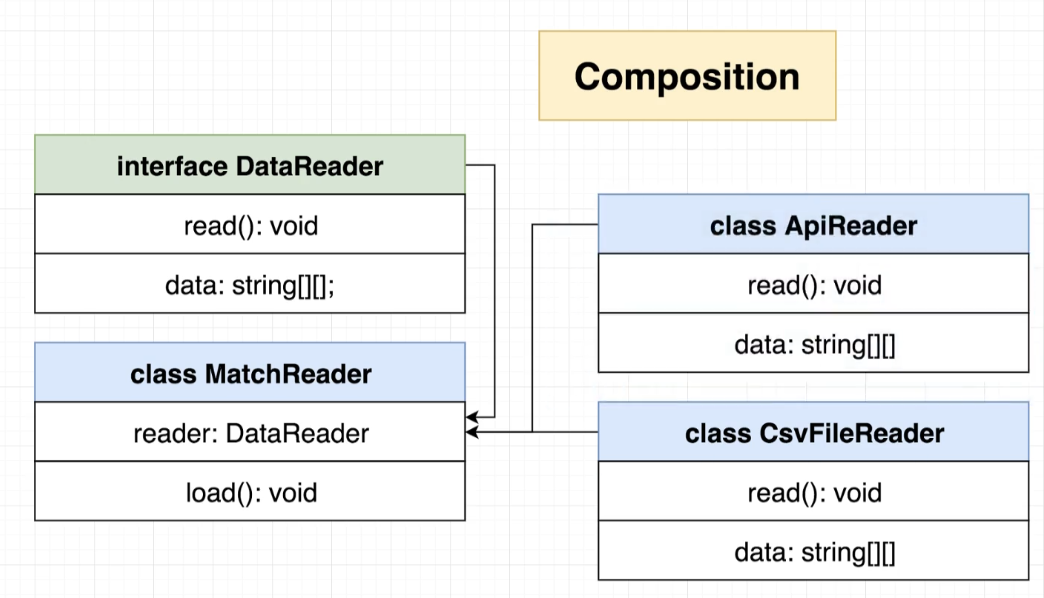 Composition
interface DataReader
read(): void
data: string[][];
class MatchReader
reader: DataReader
load(): void
class ApiReader
read(): void
data: string[][]
class CsvFileReader
read(): void
data: string[][]